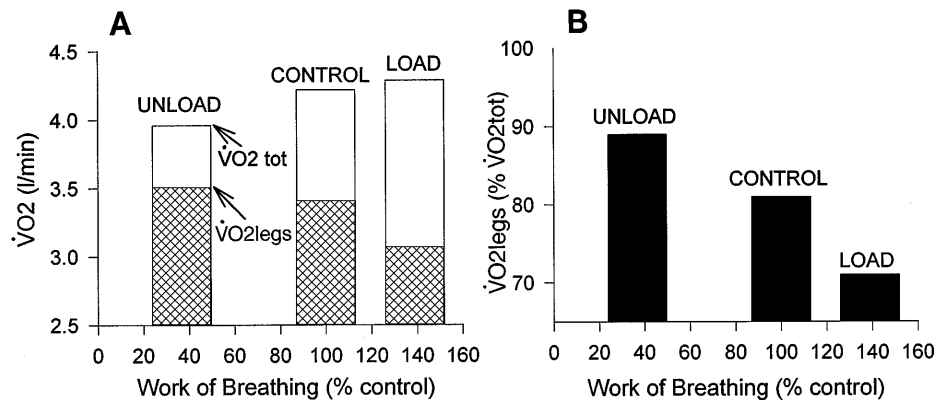 A
4.5
4.0
3.5
3.0
2.5
V̇O2 (l/min)
UNLOAD
CONTROL
LOAD
V̇O2 tot
V̇O2legs
0 20 40 60 80 100 120 140 160
Work of Breathing (% control)
B
100
90
80
70
V̇O2legs (% V̇O2tot)
UNLOAD
CONTROL
LOAD
0 20 40 60 80 100 120 140 160
Work of Breathing (% control)